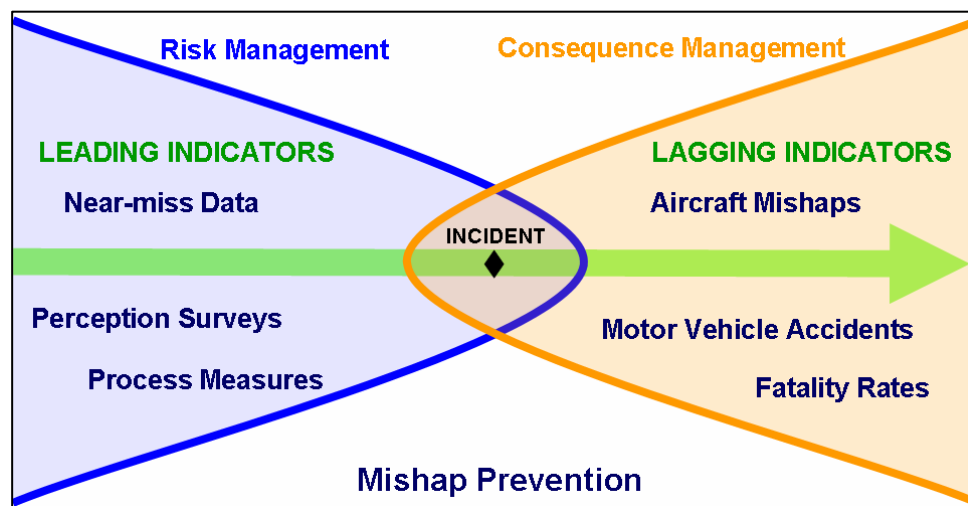 Risk Management
Consequence Management
LEADING INDICATORS
LAGGING INDICATORS
Near-miss Data
Aircraft Mishaps
INCIDENT
Perception Surveys
Motor Vehicle Accidents
Process Measures
Fatality Rates
Mishap Prevention